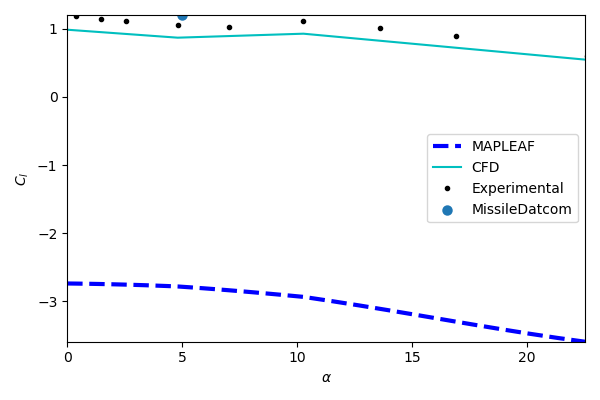 1
0
−1
−2
−3
C_l
MAPLEAF
CFD
Experimental
MissileDatcom
0 5 10 15 20
α